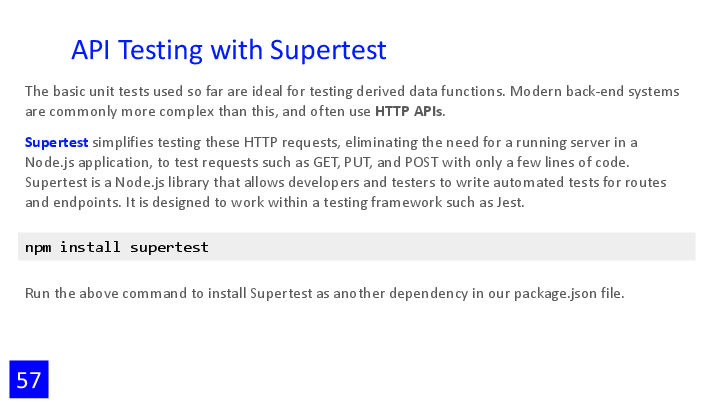 API Testing with Supertest
The basic unit tests used so far are ideal for testing derived data functions. Modern back-end systems
are commonly more complex than this, and often use HTTP APIs.
Supertest simplifies testing these HTTP requests, eliminating the need for a running server in a
Node.js application, to test requests such as GET, PUT, and POST with only a few lines of code.
Supertest is a Node.js library that allows developers and testers to write automated tests for routes
and endpoints. It is designed to work within a testing framework such as Jest.
npm install supertest
Run the above command to install Supertest as another dependency in our package.json file.
57